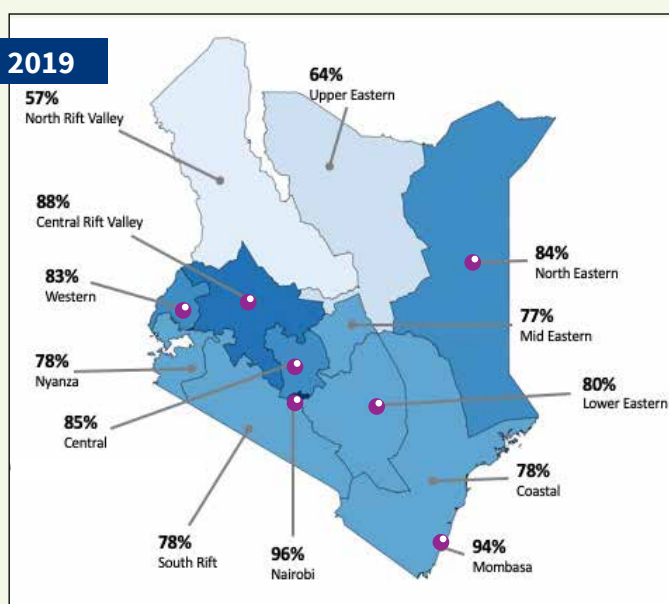 2019
64%
Upper Eastern
57%
North Rift Valley
88%
Central Rift Valley
84%
North Eastern
83%
Western
77%
Mid Eastern
78%
Nyanza
80%
Lower Eastern
85%
Central
78%
Coastal
78%
South Rift
96%
Nairobi
94%
Mombasa